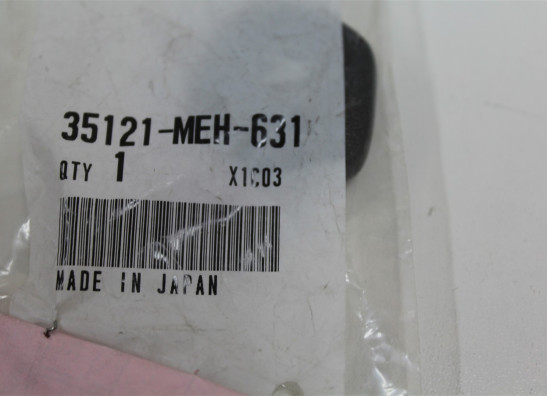 35121-MEH-631
QTY 1 X1C03
MADE IN JAPAN